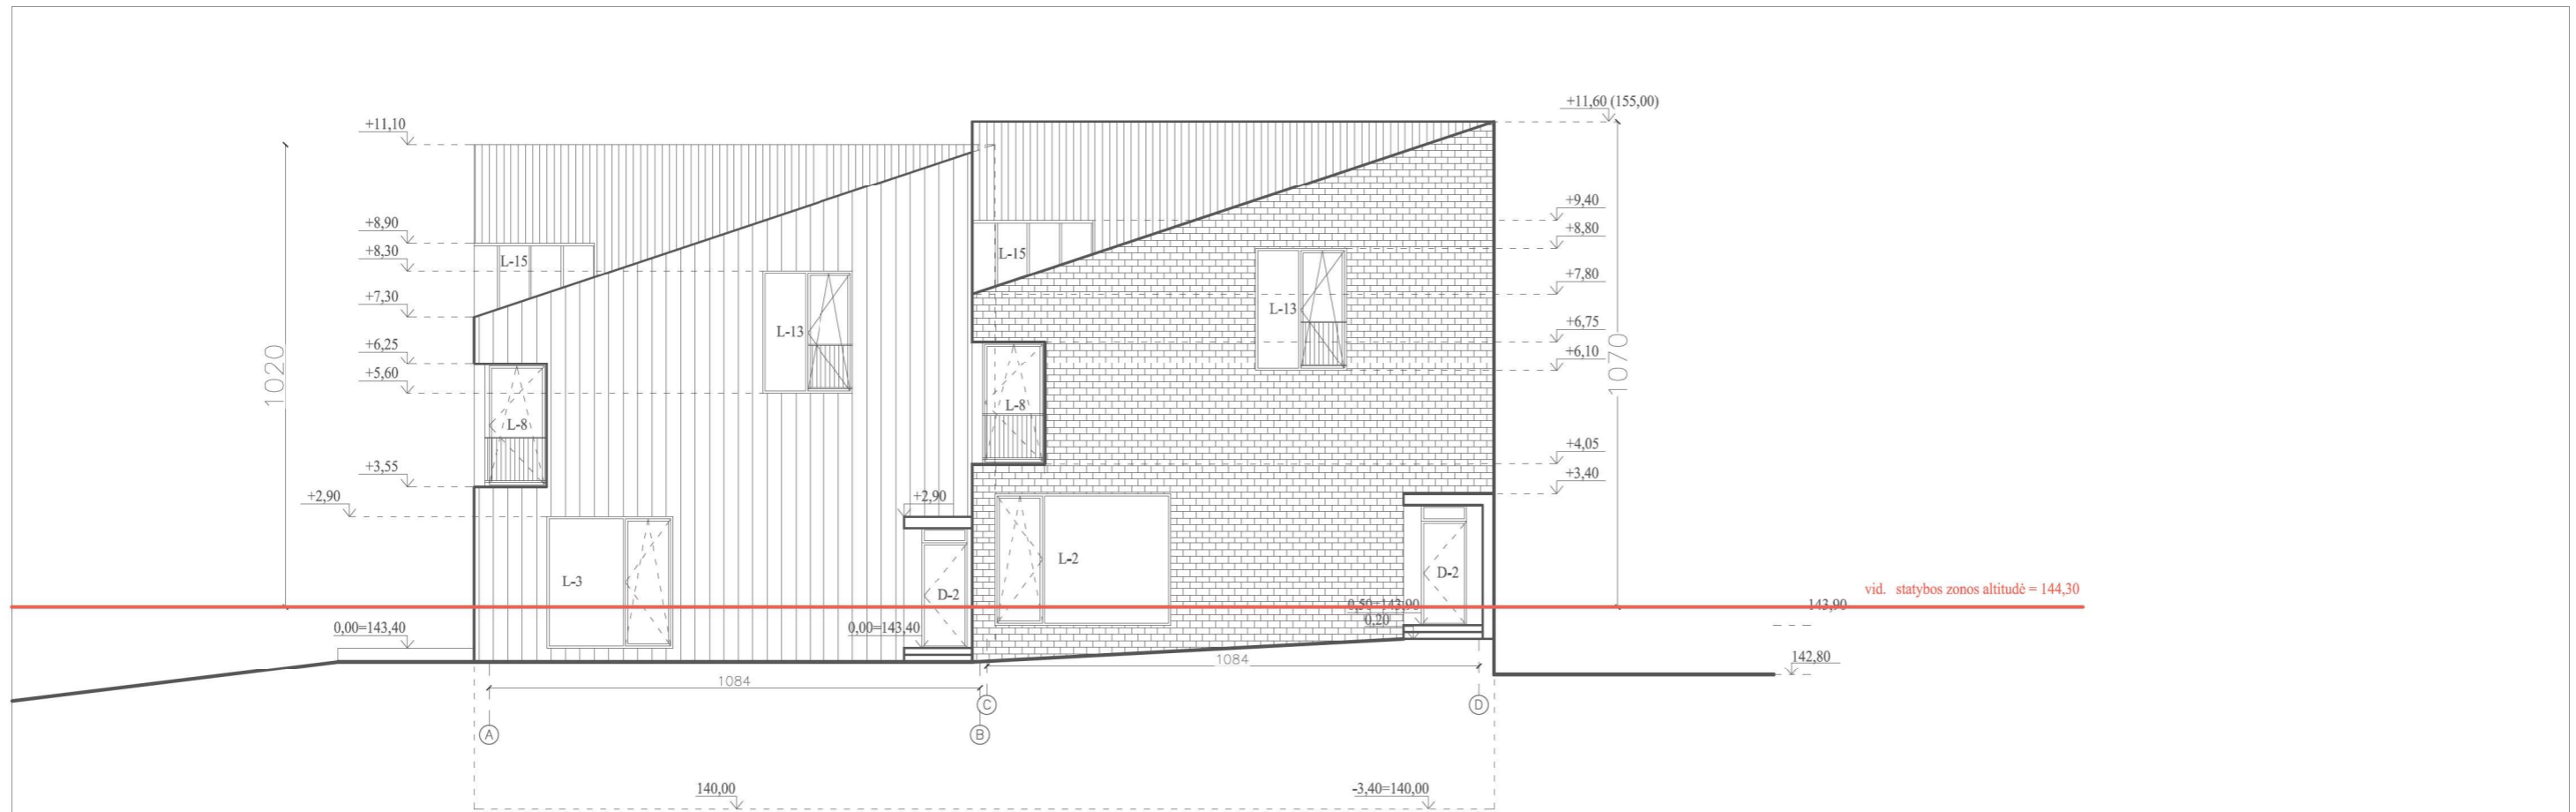 +11,60 (155,00)
+11,10
+9,40
+8,90
+8,80
+8,30
L-15
L-15
+7,80
+7,30
L-13
L-13
+6,75
+6,25
+6,10
+5,60
1020
1070
L-8
L-8
+4,05
+3,55
+3,40
+2,90
+2,90
L-3
L-2
D-2
D-2
vid. statybos zonos altitudė = 144,30
0,50=143,90
143,90
0,20
0,00=143,40
0,00=143,40
142,80
1084
1084
A
B
C
D
140,00
-3,40=140,00